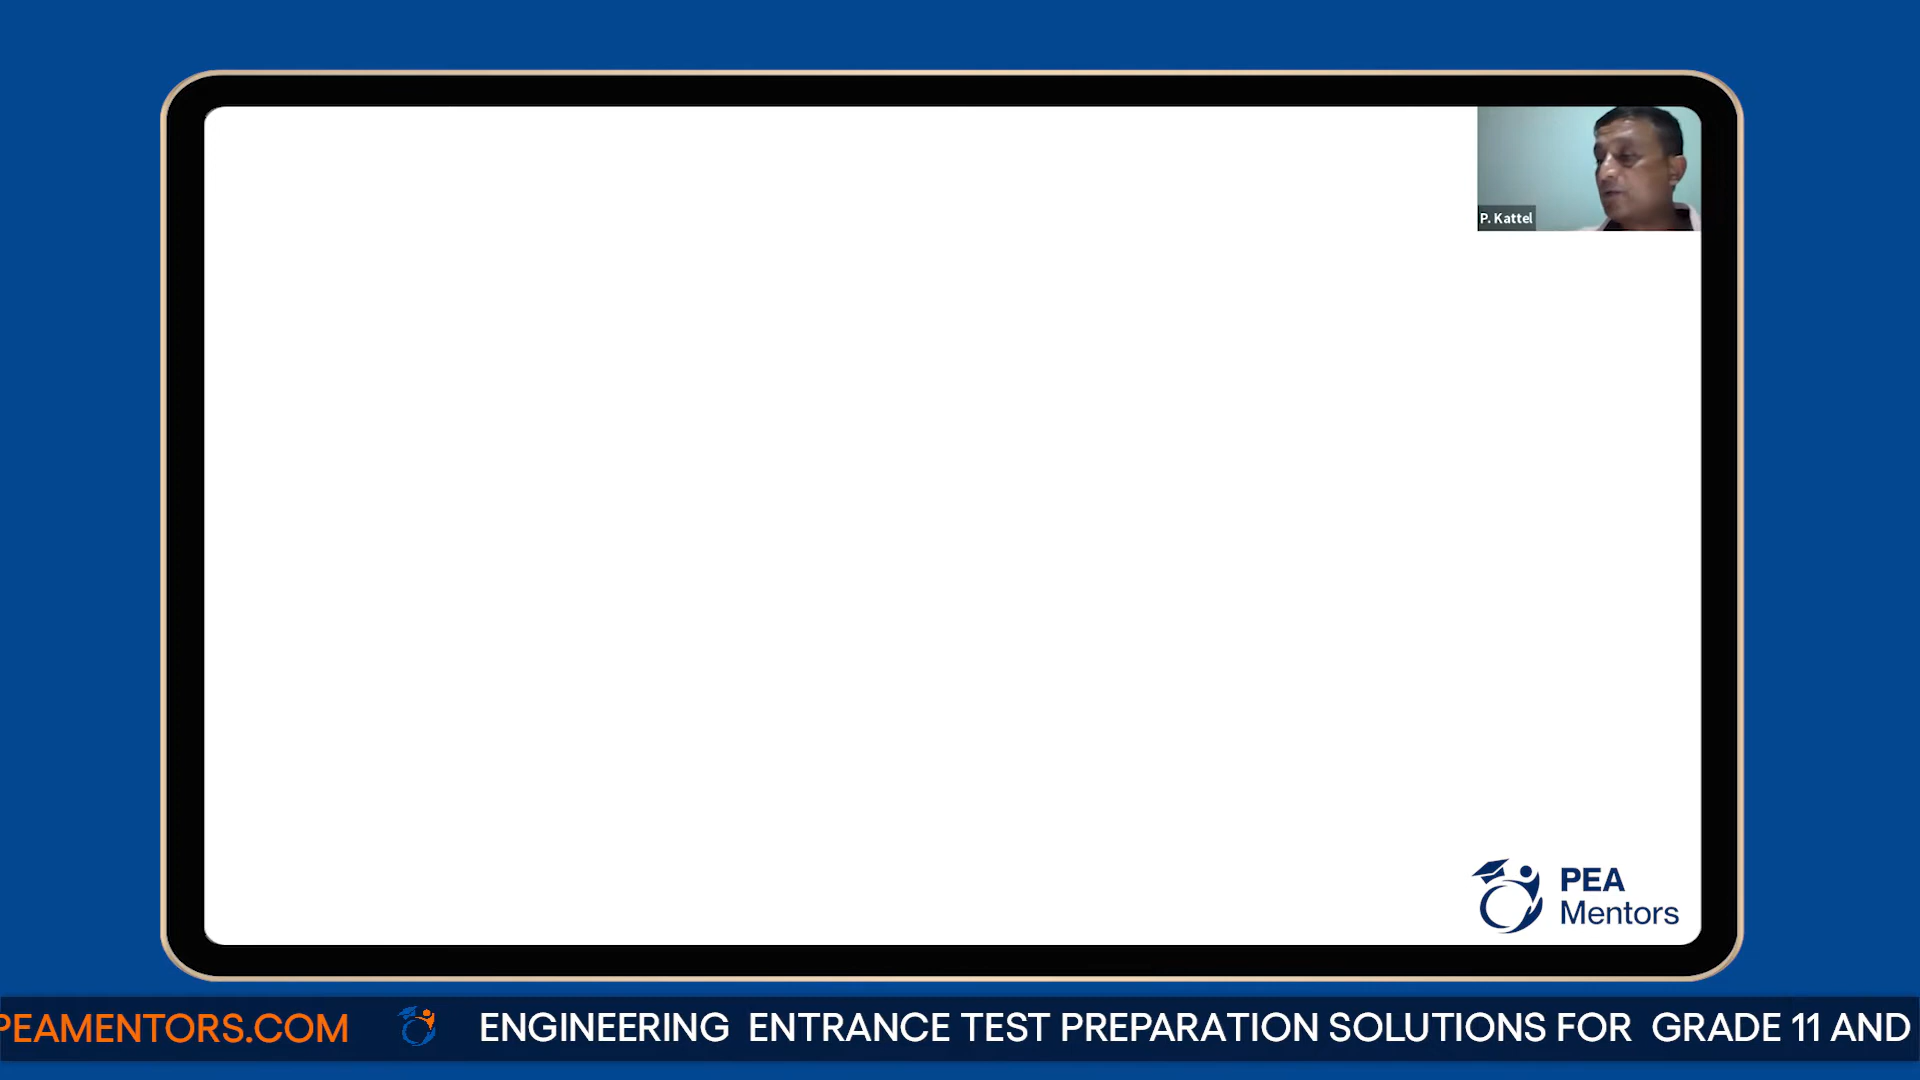 P. Kattel
PEA
Mentors
PEAMENTORS.COM
ENGINEERING ENTRANCE TEST PREPARATION SOLUTIONS FOR GRADE 11 AND